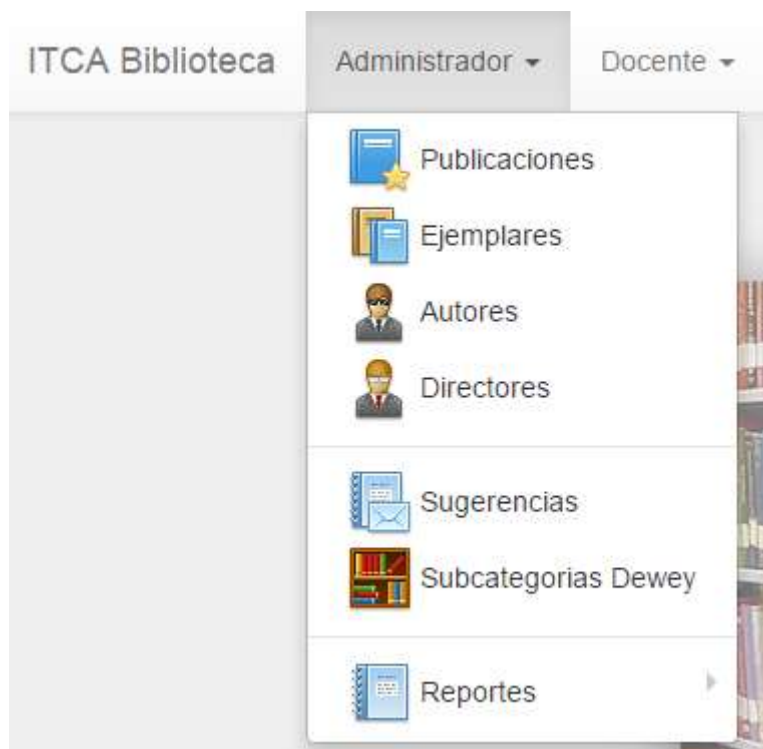 ITCA Biblioteca Administrador Docente
Publicaciones
Ejemplares
Autores
Directores
Sugerencias
Subcategorias Dewey
Reportes